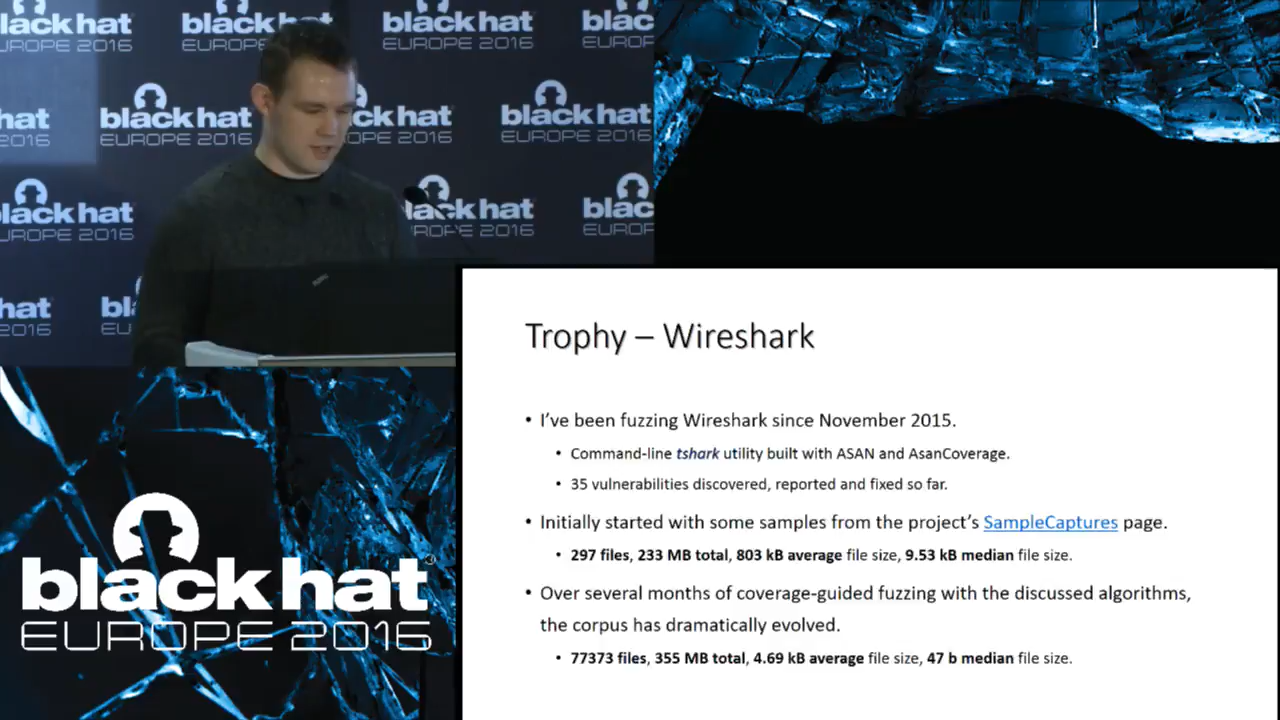 black hat
EUROPE 2016
black hat
EUROPE 2016
black hat
EUROPE 2016
black hat
EUROPE 2016
black hat
EUROPE 2016
black hat
EUROPE 2016
black hat
EUROPE 2016
Trophy – Wireshark
• I’ve been fuzzing Wireshark since November 2015.
• Command-line tshark utility built with ASAN and AsanCoverage.
• 35 vulnerabilities discovered, reported and fixed so far.
• Initially started with some samples from the project’s SampleCaptures page.
• 297 files, 233 MB total, 803 kB average file size, 9.53 kB median file size.
• Over several months of coverage-guided fuzzing with the discussed algorithms,
the corpus has dramatically evolved.
• 77373 files, 355 MB total, 4.69 kB average file size, 47 b median file size.
black hat®
EUROPE 2016